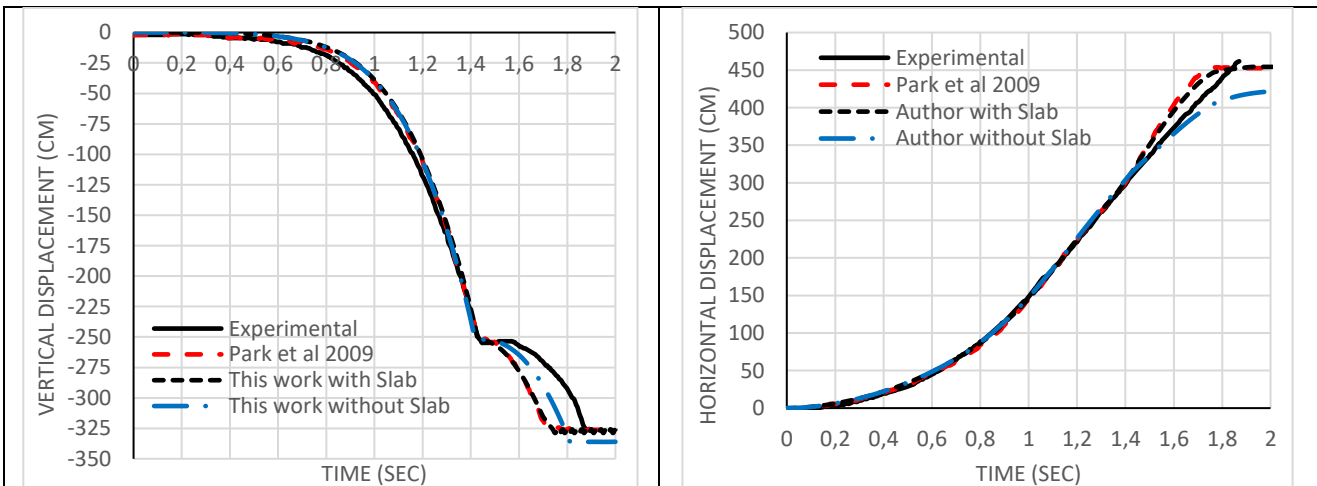 0
-25
-50
-75
-100
-125
-150
-175
-200
-225
-250
-275
-300
-325
-350
0 0,2 0,4 0,6 0,8 1 1,2 1,4 1,6 1,8 2
VERTICAL DISPLACEMENT (CM)
TIME (SEC)
Experimental
Park et al 2009
This work with Slab
This work without Slab
500
450
400
350
300
250
200
150
100
50
0
0 0,2 0,4 0,6 0,8 1 1,2 1,4 1,6 1,8 2
HORIZONTAL DISPLACEMENT (CM)
TIME (SEC)
Experimental
Park et al 2009
Author with Slab
Author without Slab